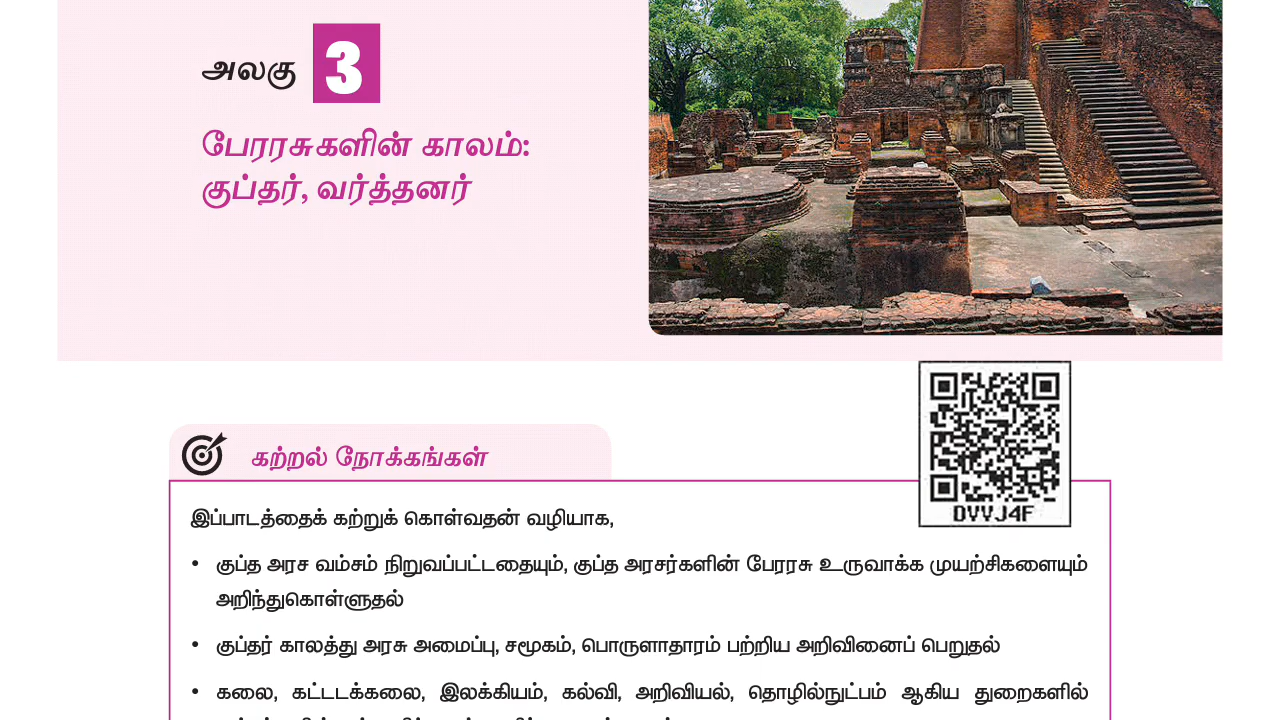 அலகு 3
பேரரசுகளின் காலம்:
குப்தர், வர்த்தனர்
DVVJ4F
கற்றல் நோக்கங்கள்
இப்பாடத்தைக் கற்றுக் கொள்வதன் வழியாக,
• குப்த அரச வம்சம் நிறுவப்பட்டதையும், குப்த அரசர்களின் பேரரசு உருவாக்க முயற்சிகளையும்
அறிந்துகொள்ளுதல்
• குப்தர் காலத்து அரசு அமைப்பு, சமூகம், பொருளாதாரம் பற்றிய அறிவினைப் பெறுதல்
• கலை, கட்டடக்கலை, இலக்கியம், கல்வி, அறிவியல், தொழில்நுட்பம் ஆகிய துறைகளில்